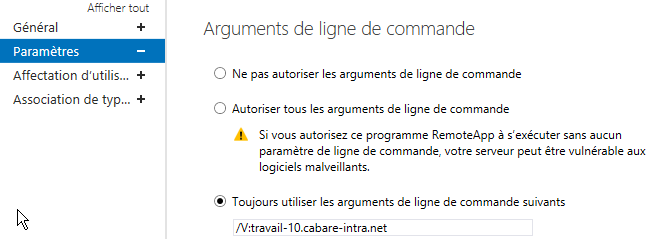 Afficher tout
Général +
Paramètres −
Affectation d'utilis... +
Association de typ... +
Arguments de ligne de commande
Ne pas autoriser les arguments de ligne de commande
Autoriser tous les arguments de ligne de commande
Si vous autorisez ce programme RemoteApp à s'exécuter sans aucun
paramètre de ligne de commande, votre serveur peut être vulnérable aux
logiciels malveillants.
Toujours utiliser les arguments de ligne de commande suivants
/V:travail-10.cabare-intra.net